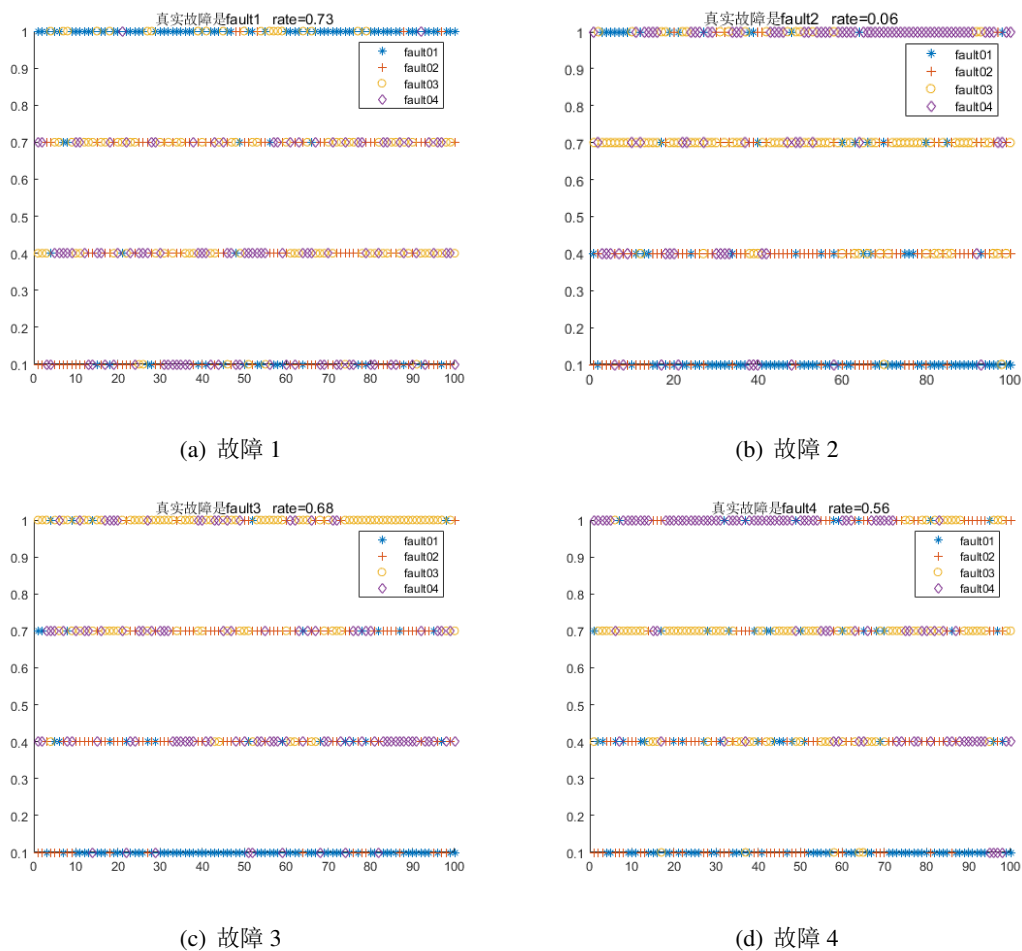 真实故障是fault1 rate=0.73
1
0.9
0.8
0.7
0.6
0.5
0.4
0.3
0.2
0.1
0 10 20 30 40 50 60 70 80 90 100
fault01
fault02
fault03
fault04
(a) 故障 1
真实故障是fault2 rate=0.06
1
0.9
0.8
0.7
0.6
0.5
0.4
0.3
0.2
0.1
0 20 40 60 80 100
fault01
fault02
fault03
fault04
(b) 故障 2
真实故障是fault3 rate=0.68
1
0.9
0.8
0.7
0.6
0.5
0.4
0.3
0.2
0.1
0 10 20 30 40 50 60 70 80 90 100
fault01
fault02
fault03
fault04
(c) 故障 3
真实故障是fault4 rate=0.56
1
0.9
0.8
0.7
0.6
0.5
0.4
0.3
0.2
0.1
0 10 20 30 40 50 60 70 80 90 100
fault01
fault02
fault03
fault04
(d) 故障 4